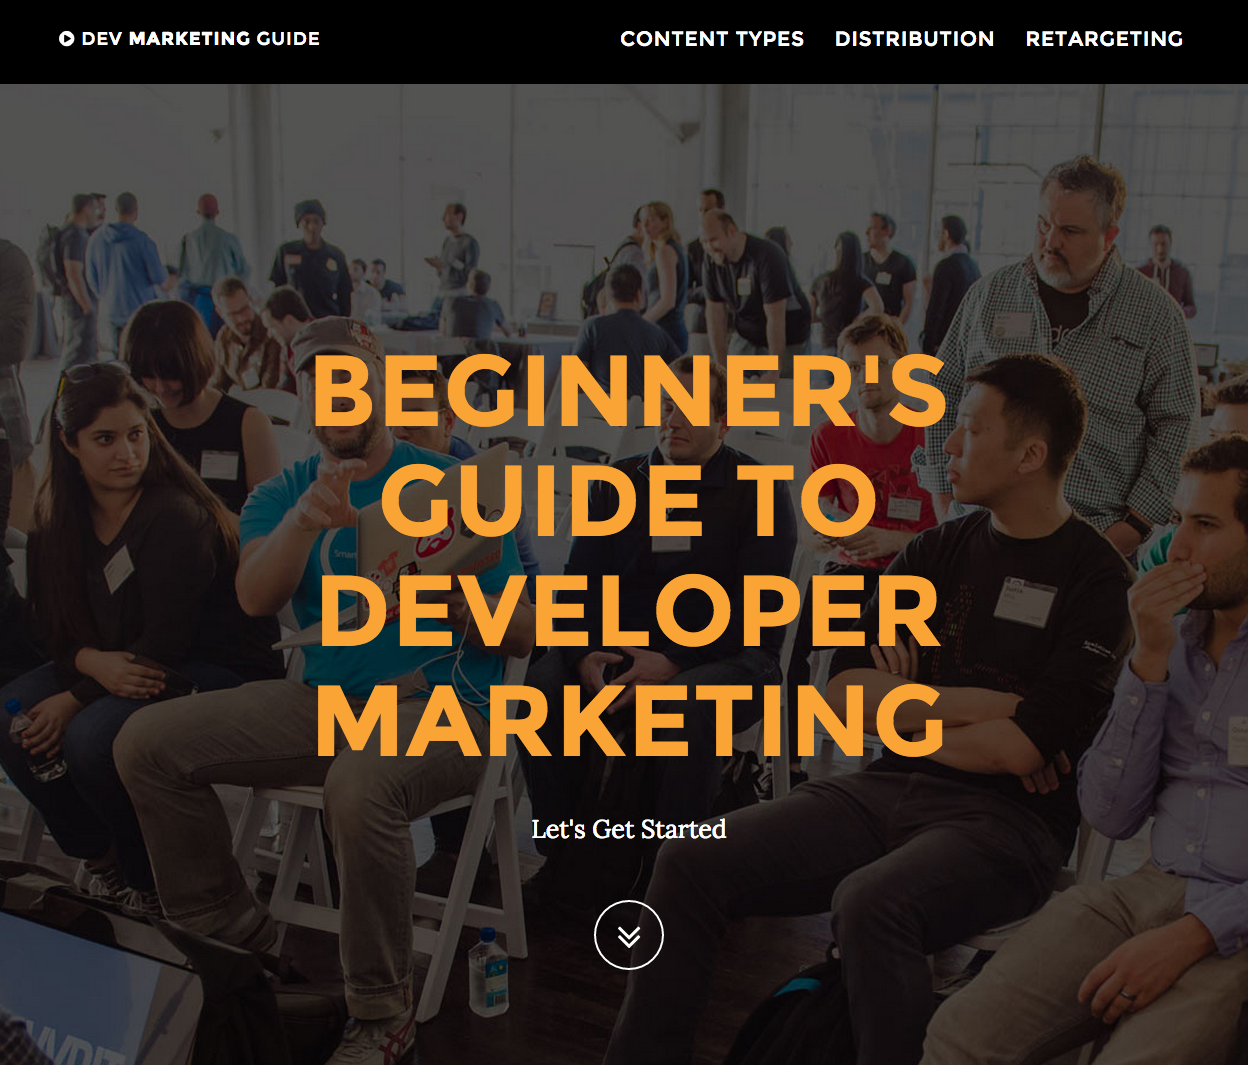 DEV MARKETING GUIDE
CONTENT TYPES DISTRIBUTION RETARGETING
BEGINNER'S
GUIDE TO
DEVELOPER
MARKETING
Let's Get Started